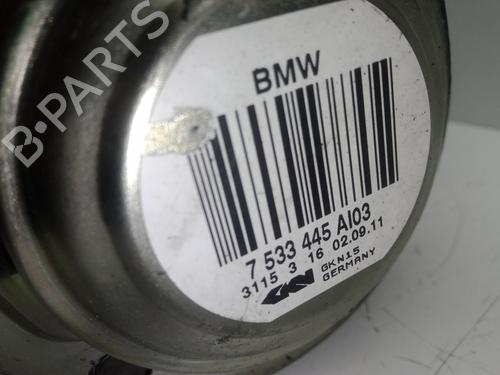 B-PARTS
BMW
7 533 445 AI03
3115 3 16 02.09.11
GKN15
GERMANY